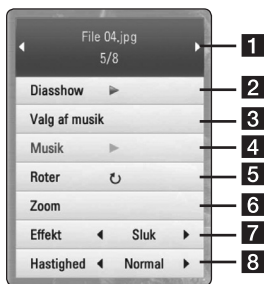 File 04.jpg 1
5/8
Diasshow 2
Valg af musik 3
Musik 4
Roter 5
Zoom 6
Effekt Sluk 7
Hastighed Normal 8